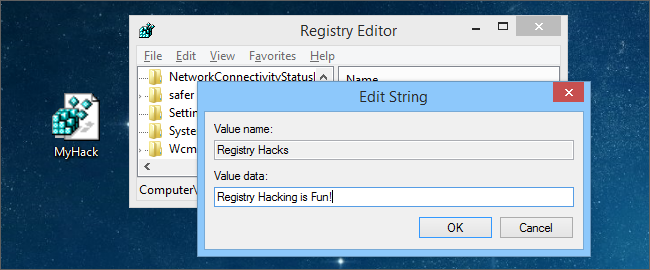 Registry Editor
File Edit View Favorites Help
NetworkConnectivityStatusI
Name
safer
Settin
System
Wcm
Computer\
MyHack
Edit String
Value name:
Registry Hacks
Value data:
Registry Hacking is Fun!
OK Cancel